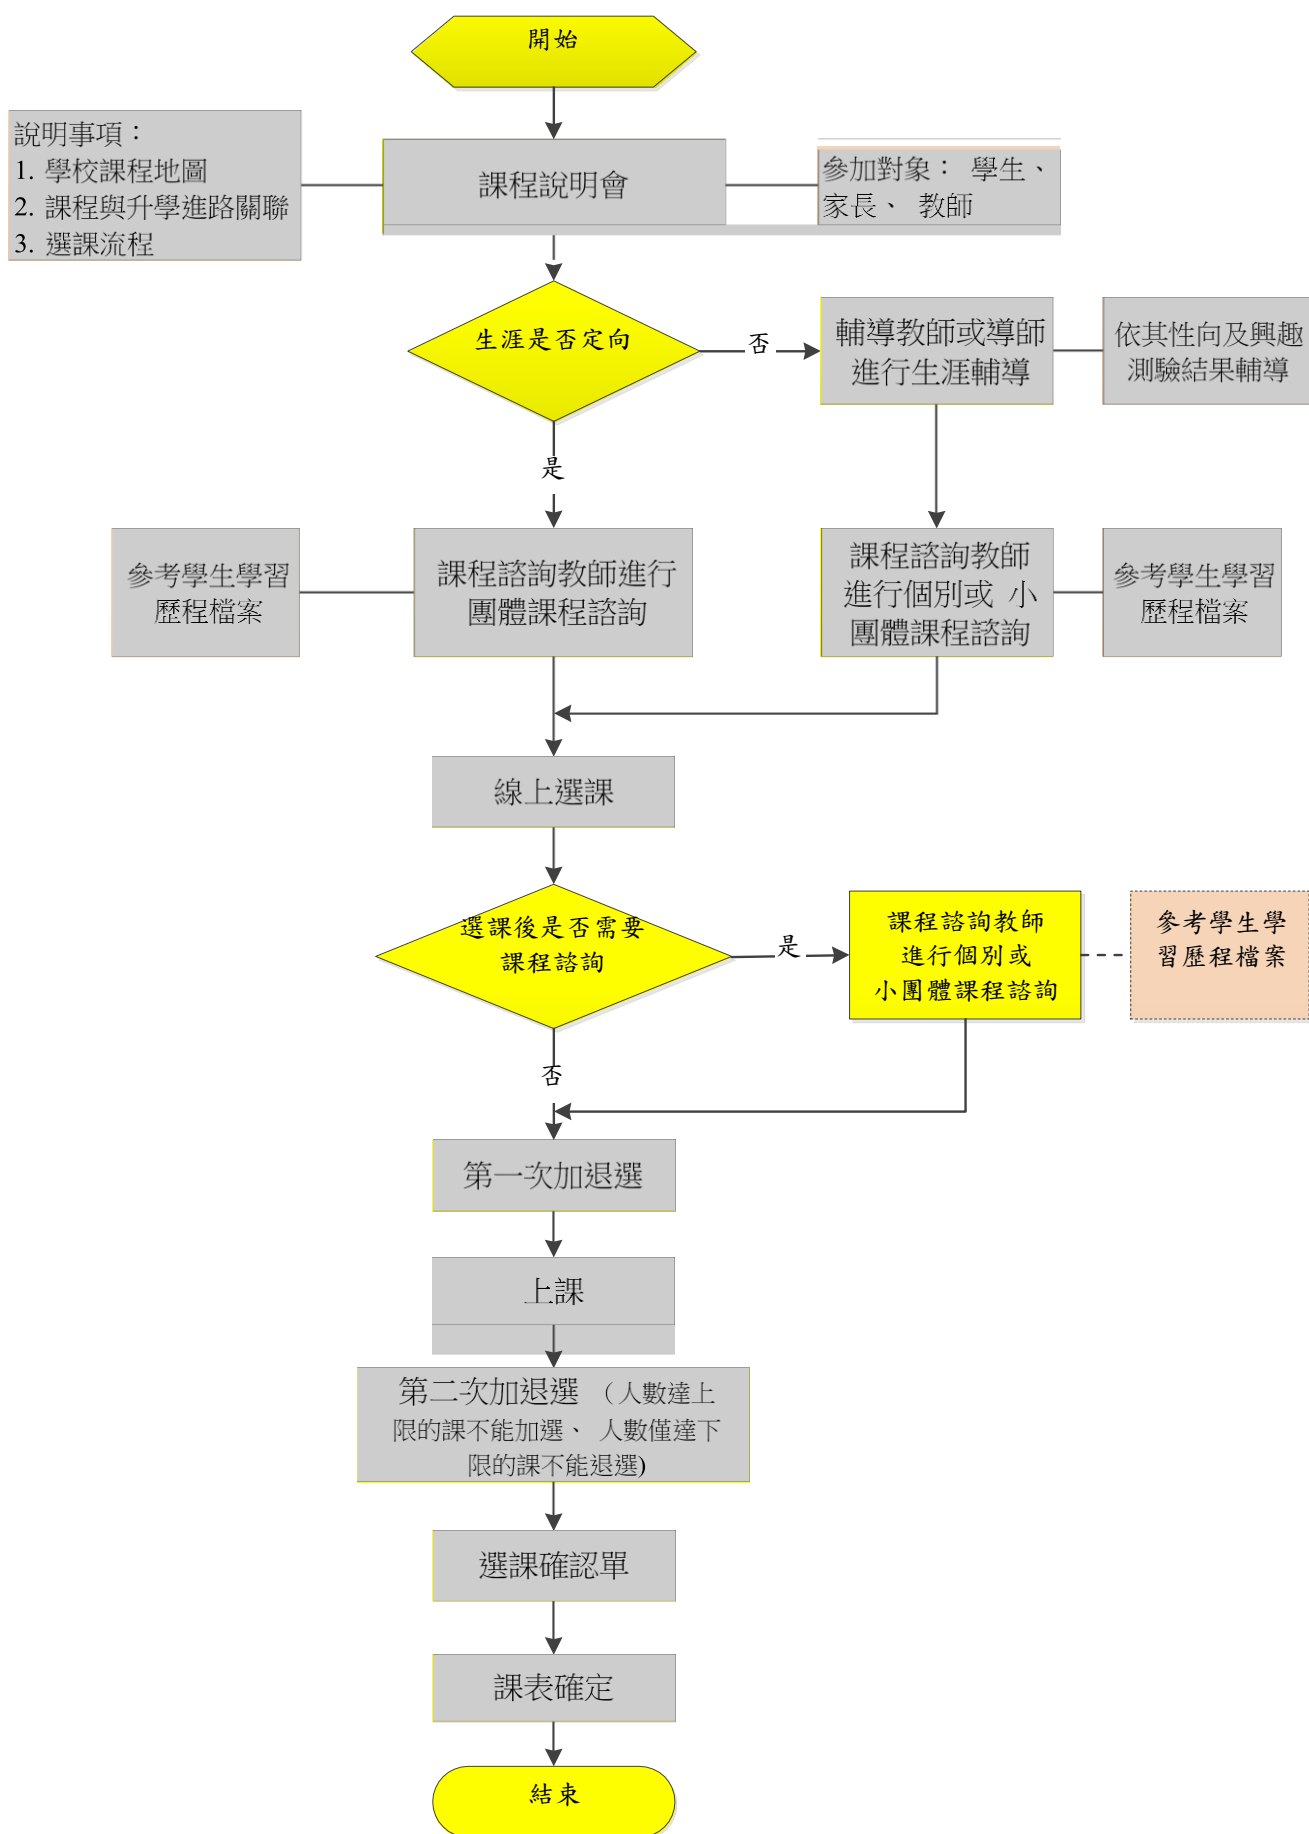 開始
說明事項：
1. 學校課程地圖
2. 課程與升學進路關聯
3. 選課流程
課程說明會
參加對象： 學生、
家長、 教師
生涯是否定向
否
輔導教師或導師
進行生涯輔導
依其性向及興趣
測驗結果輔導
是
參考學生學習
歷程檔案
課程諮詢教師進行
團體課程諮詢
課程諮詢教師
進行個別或 小
團體課程諮詢
參考學生學習
歷程檔案
線上選課
選課後是否需要
課程諮詢
是
課程諮詢教師
進行個別或
小團體課程諮詢
參考學生學
習歷程檔案
否
第一次加退選
上課
第二次加退選 （人數達上
限的課不能加選、 人數僅達下
限的課不能退選)
選課確認單
課表確定
結束